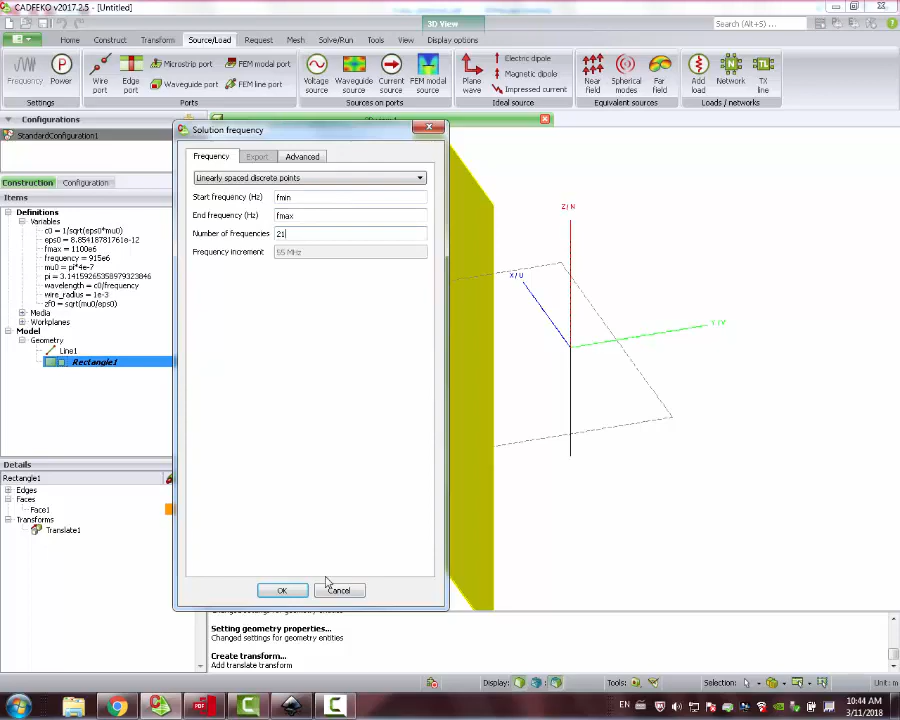 CADFEKO v2017.2.5 - [Untitled]
3D View
Search (Alt+S) . . .
Home Construct Transform Source/Load Request Mesh Solve/Run Tools View Display options
Frequency Power Wire port Edge port Microstrip port Waveguide port FEM modal port FEM line port Voltage source Waveguide source Current source FEM modal source Plane wave Electric dipole Magnetic dipole Impressed current Near field Spherical modes Far field Add load Network TX line
Settings Ports Sources on ports Ideal source Equivalent sources Loads / networks
Configurations
StandardConfiguration1
Construction Configuration
Items
Definitions
Variables
c0 = 1/sqrt(eps0*mu0)
eps0 = 8.85418781761e-12
fmax = 1100e6
frequency = 915e6
mu0 = pi*4e-7
pi = 3.14159265358979323846
wavelength = c0/frequency
wire_radius = 1e-3
zf0 = sqrt(mu0/eps0)
Media
Workplanes
Model
Geometry
Line1
Rectangle1
Details
Rectangle1
Edges
Faces
Face1
Transforms
Translate1
Solution frequency
Frequency Export Advanced
Linearly spaced discrete points
Start frequency (Hz) fmin
End frequency (Hz) fmax
Number of frequencies 21
Frequency increment 55 MHz
OK Cancel
Z / N
X / U
Y / V
Changed settings for geometry entities
Setting geometry properties...
Changed settings for geometry entities
Create transform...
Add translate transform
Display: Tools: Selection: Unit: m
EN
10:44 AM
3/11/2018